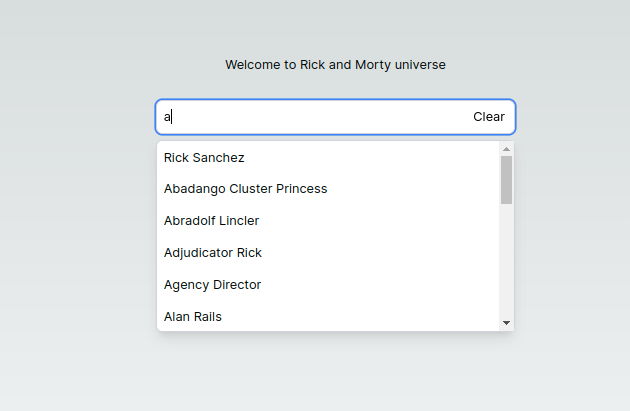 Welcome to Rick and Morty universe
a Clear
Rick Sanchez
Abadango Cluster Princess
Abradolf Lincler
Adjudicator Rick
Agency Director
Alan Rails